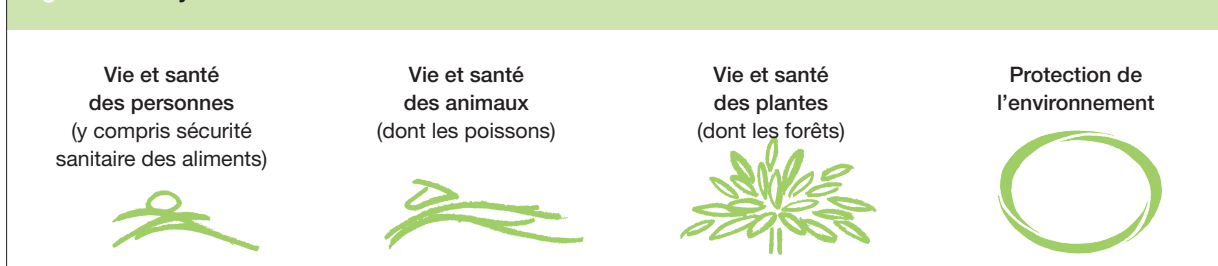 Vie et santé
des personnes
(y compris sécurité
sanitaire des aliments)
Vie et santé
des animaux
(dont les poissons)
Vie et santé
des plantes
(dont les forêts)
Protection de
l'environnement